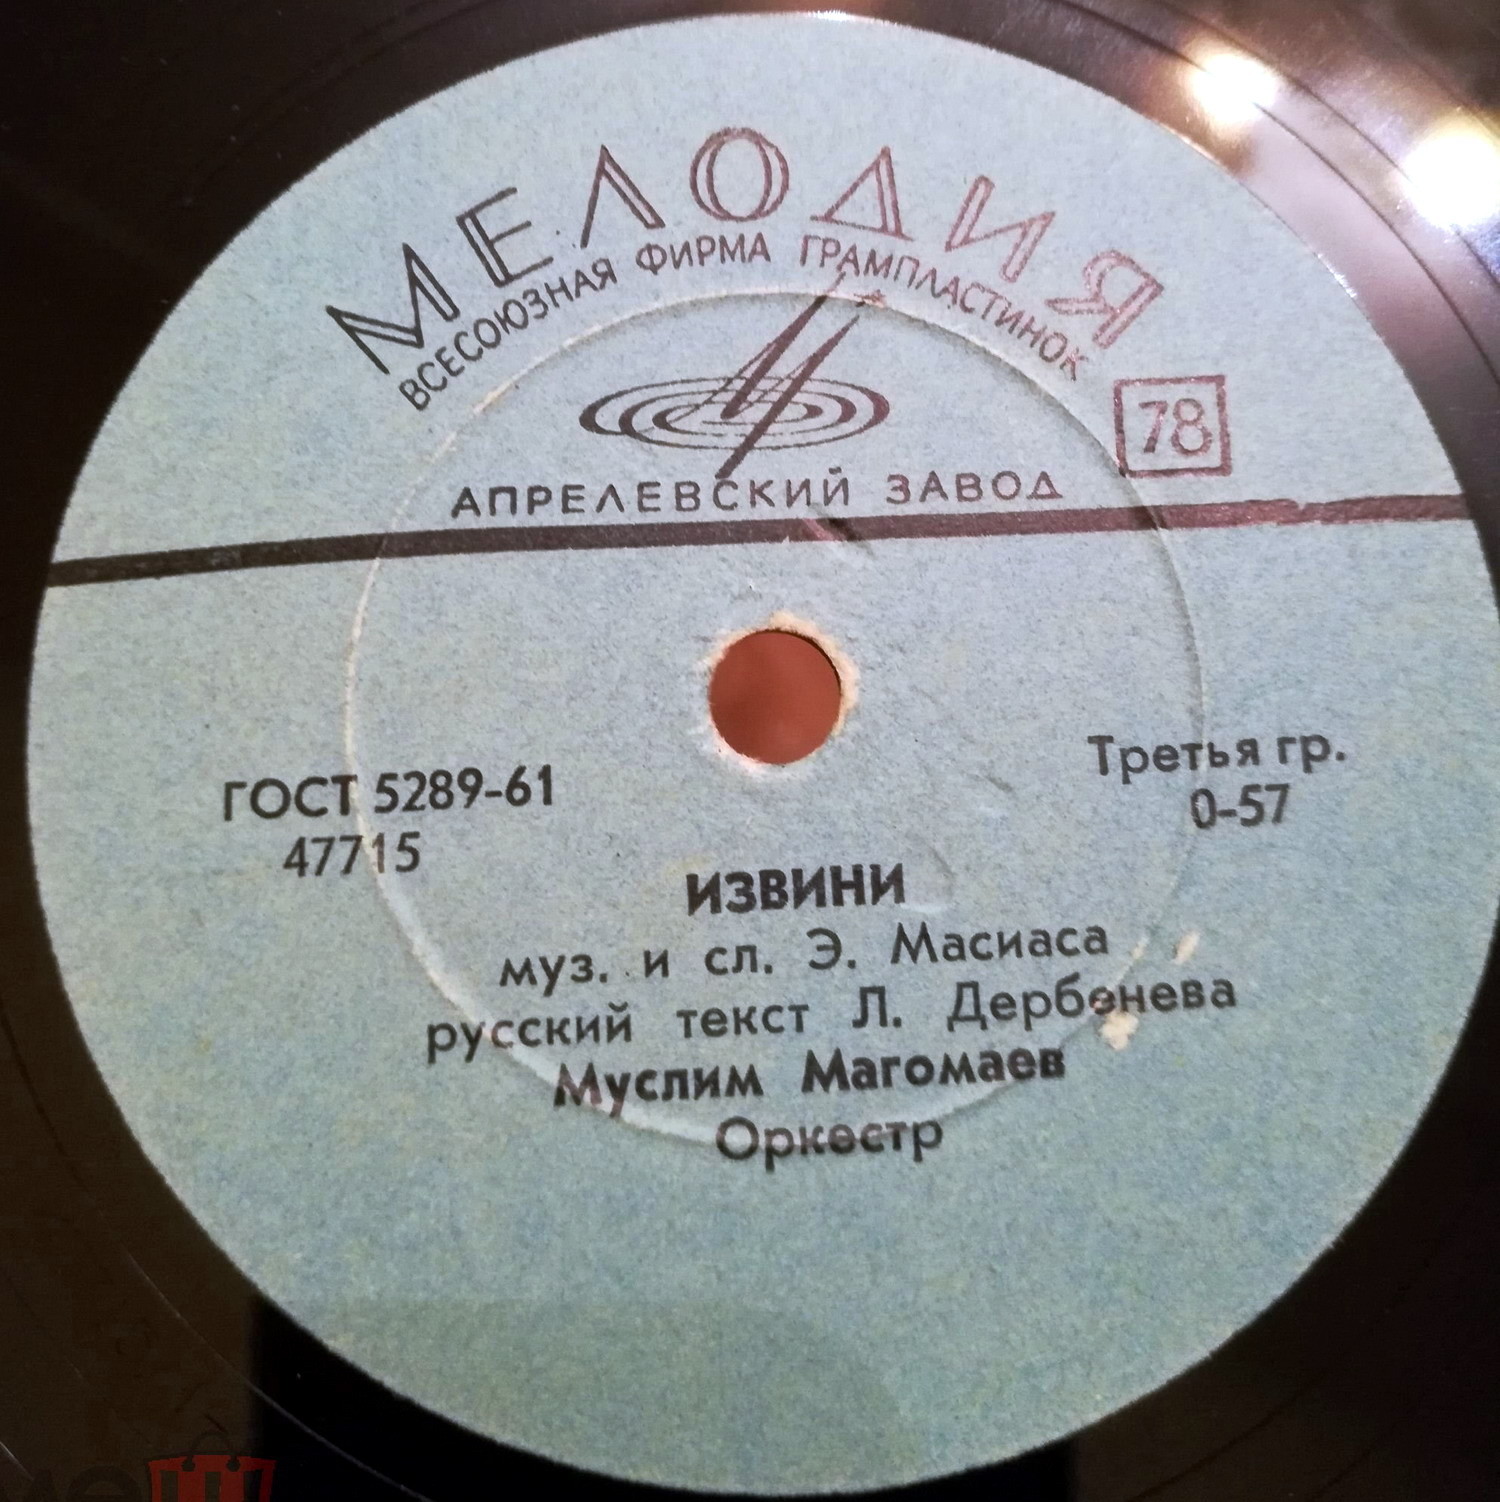 МЕЛОДИЯ
ВСЕСОЮЗНАЯ ФИРМА ГРАМПЛАСТИНОК
78
АПРЕЛЕВСКИЙ ЗАВОД
ГОСТ 5289-61
47715
Третья гр.
0-57
ИЗВИНИ
муз. и сл. Э. Масиаса
русский текст Л. Дербенева
Муслим Магомаев
Оркестр